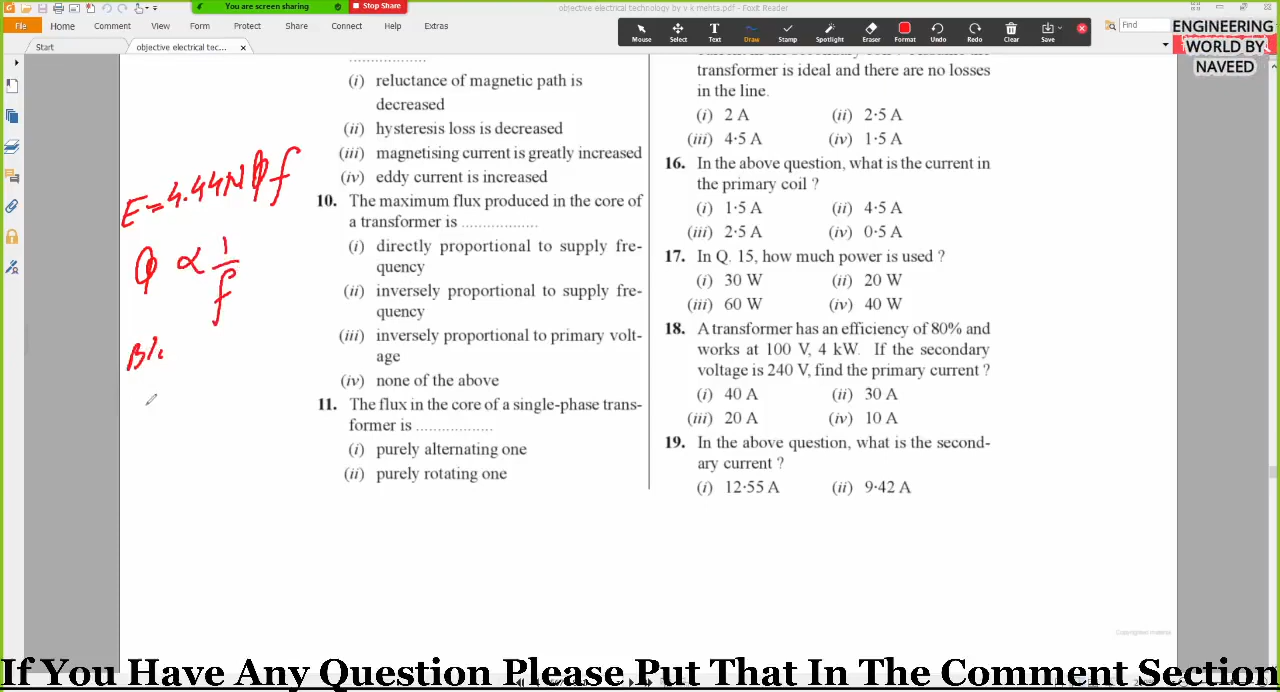 You are screen sharing
Stop Share
objective electrical technology by v k mehta.pdf - Foxit Reader
File Home Comment View Form Protect Share Connect Help Extras
Mouse Select Text Draw Stamp Spotlight Eraser Format Undo Redo Clear Save
Find
ENGINEERING
WORLD BY
NAVEED
Start objective electrical tec...
E=4.44NΦf
Φ ∝ 1/f
..................
(i) reluctance of magnetic path is
decreased
(ii) hysteresis loss is decreased
(iii) magnetising current is greatly increased
(iv) eddy current is increased
10. The maximum flux produced in the core of
a transformer is ..................
(i) directly proportional to supply fre-
quency
(ii) inversely proportional to supply fre-
quency
(iii) inversely proportional to primary volt-
age
(iv) none of the above
11. The flux in the core of a single-phase trans-
former is ..................
(i) purely alternating one
(ii) purely rotating one
transformer is ideal and there are no losses
in the line.
(i) 2 A (ii) 2·5 A
(iii) 4·5 A (iv) 1·5 A
16. In the above question, what is the current in
the primary coil ?
(i) 1·5 A (ii) 4·5 A
(iii) 2·5 A (iv) 0·5 A
17. In Q. 15, how much power is used ?
(i) 30 W (ii) 20 W
(iii) 60 W (iv) 40 W
18. A transformer has an efficiency of 80% and
works at 100 V, 4 kW. If the secondary
voltage is 240 V, find the primary current ?
(i) 40 A (ii) 30 A
(iii) 20 A (iv) 10 A
19. In the above question, what is the second-
ary current ?
(i) 12·55 A (ii) 9·42 A
Copyrighted material
If You Have Any Question Please Put That In The Comment Section